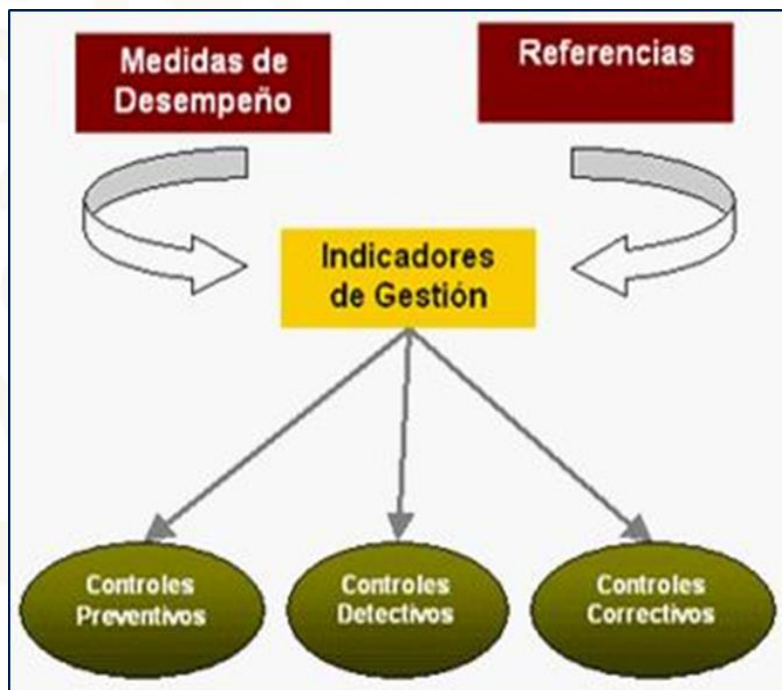 Medidas de
Desempeño
Referencias
Indicadores
de Gestión
Controles
Preventivos
Controles
Detectivos
Controles
Correctivos